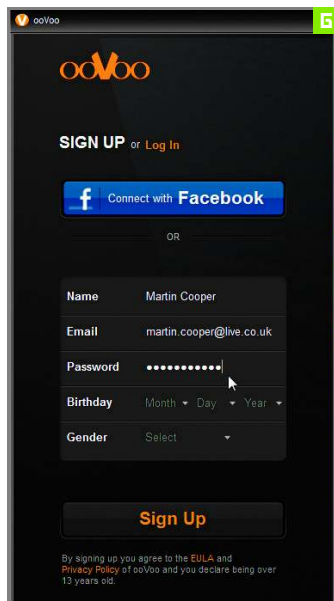 ooVoo
G
ooVoo
SIGN UP or Log In
f Connect with Facebook
OR
Name Martin Cooper
Email martin.cooper@live.co.uk
Password •••••••••••
Birthday Month Day Year
Gender Select
Sign Up
By signing up you agree to the EULA and
Privacy Policy of ooVoo and you declare being over
13 years old.